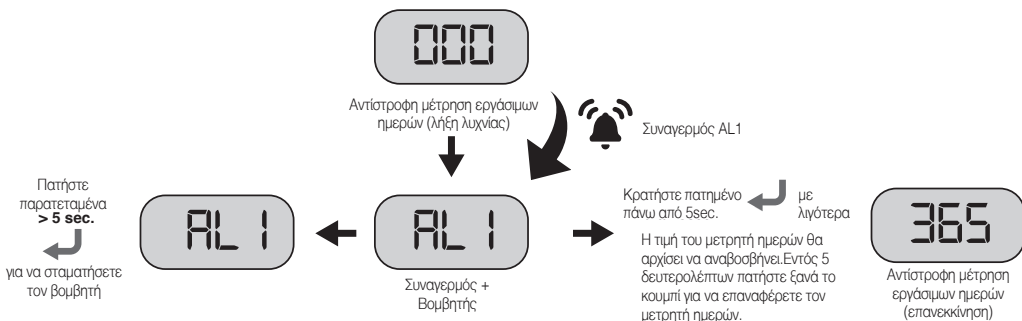 000
Αντίστροφη μέτρηση εργάσιμων
ημερών (λήξη λυχνίας)
Συναγερμός AL1
Πατήστε
παρατεταμένα
> 5 sec.
για να σταματήσετε
τον βομβητή
AL1
AL1
Συναγερμός +
Βομβητής
Κρατήστε πατημένο
πάνω από 5sec.
με
λιγότερα
Η τιμή του μετρητή ημερών θα
αρχίσει να αναβοσβήνει.Εντός 5
δευτερολέπτων πατήστε ξανά το
κουμπί για να επαναφέρετε τον
μετρητή ημερών.
365
Αντίστροφη μέτρηση
εργάσιμων ημερών
(επανεκκίνηση)